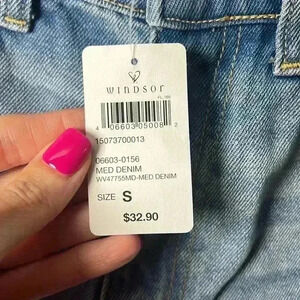 WINDSOR
4 06603 05008 2
15073700013
06603-0156
MED DENIM
WV47755MD-MED DENIM
SIZE S
$32.90